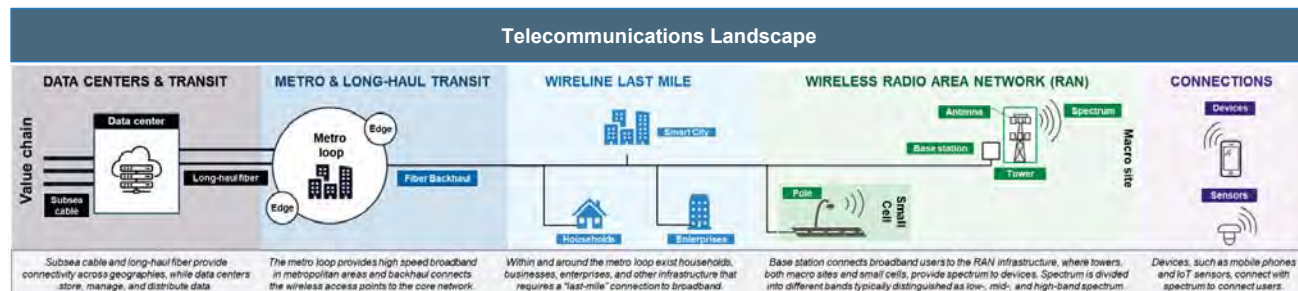 Telecommunications Landscape
DATA CENTERS & TRANSIT
METRO & LONG-HAUL TRANSIT
WIRELINE LAST MILE
WIRELESS RADIO AREA NETWORK (RAN)
CONNECTIONS
Value chain
Data center
Subsea
cable
Long-haul fiber
Metro
loop
Edge
Edge
Fiber Backhaul
Smart City
Households
Enterprises
Antenna
Spectrum
Base station
Tower
Macro site
Pole
Small
Cell
Devices
Sensors
Subsea cable and long-haul fiber provide
connectivity across geographies, while data centers
store, manage, and distribute data
The metro loop provides high speed broadband
in metropolitan areas and backhaul connects
the wireless access points to the core network.
Within and around the metro loop exist households,
businesses, enterprises, and other infrastructure that
requires a "last-mile" connection to broadband.
Base station connects broadband users to the RAN infrastructure, where towers,
both macro sites and small cells, provide spectrum to devices. Spectrum is divided
into different bands typically distinguished as low-, mid-, and high-band spectrum.
Devices, such as mobile phones
and IoT sensors, connect with
spectrum to connect users.